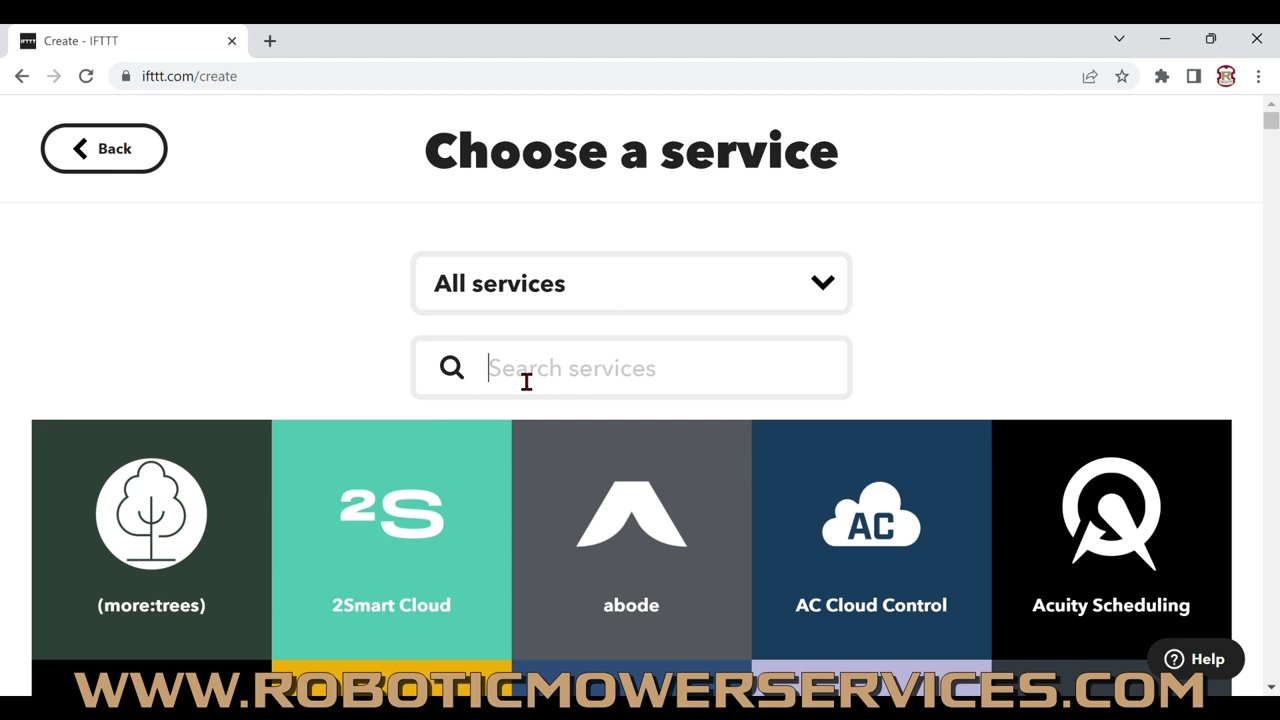 IFTTT
Create - IFTTT
ifttt.com/create
R
Back
Choose a service
All services
Search services
2S
AC
(more:trees)
2Smart Cloud
abode
AC Cloud Control
Acuity Scheduling
? Help
WWW.ROBOTICMOWERSERVICES.COM